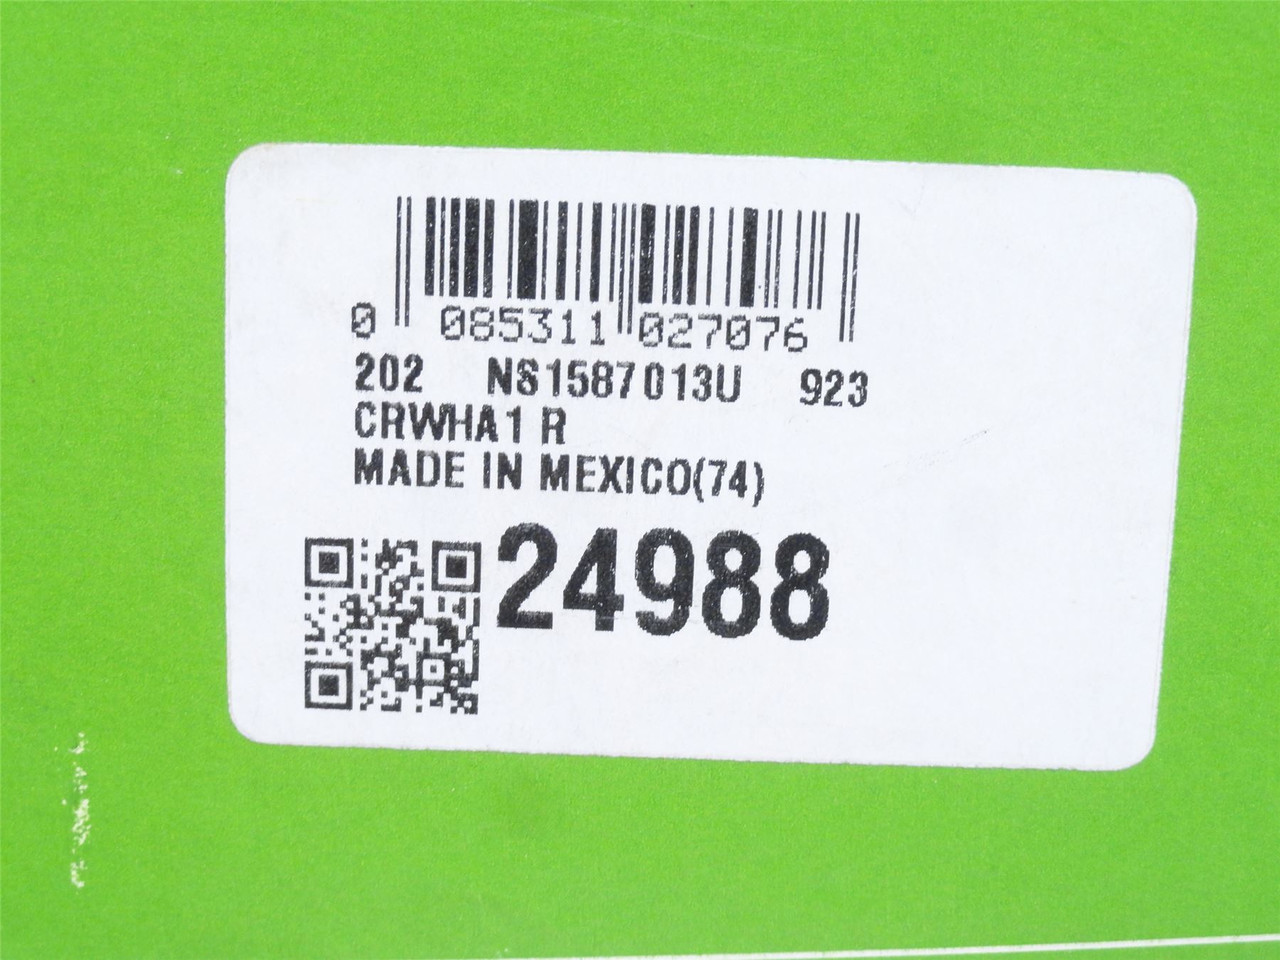 0 085311 027076
202 NS1587013U 923
CRWHA1 R
MADE IN MEXICO(74)
24988